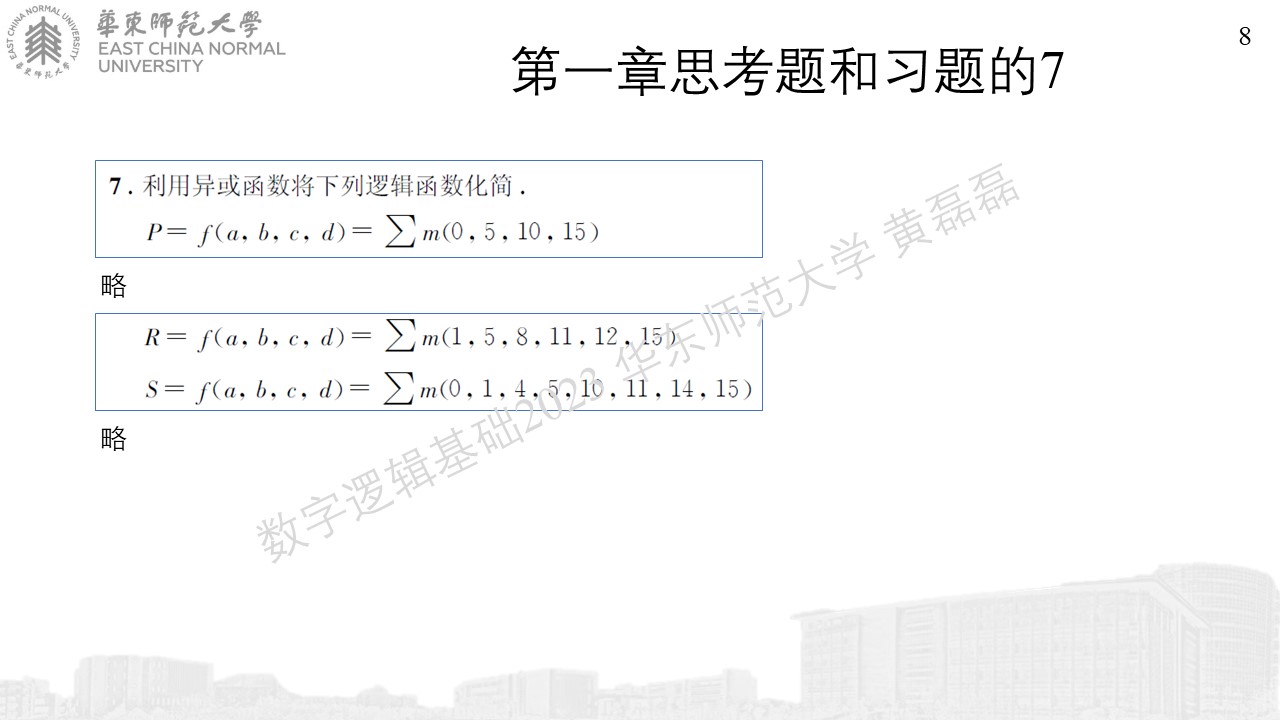 EAST CHINA NORMAL UNIVERSITY
華東師範大學
華東師範大學
EAST CHINA NORMAL
UNIVERSITY
8
第一章思考题和习题的7
7. 利用异或函数将下列逻辑函数化简.
P= f(a, b, c, d)= ∑m(0, 5, 10, 15)
略
R= f(a, b, c, d)= ∑m(1, 5, 8, 11, 12, 15)
S= f(a, b, c, d)= ∑m(0, 1, 4, 5, 10, 11, 14, 15)
略
数字逻辑基础2023 华东师范大学 黄磊磊